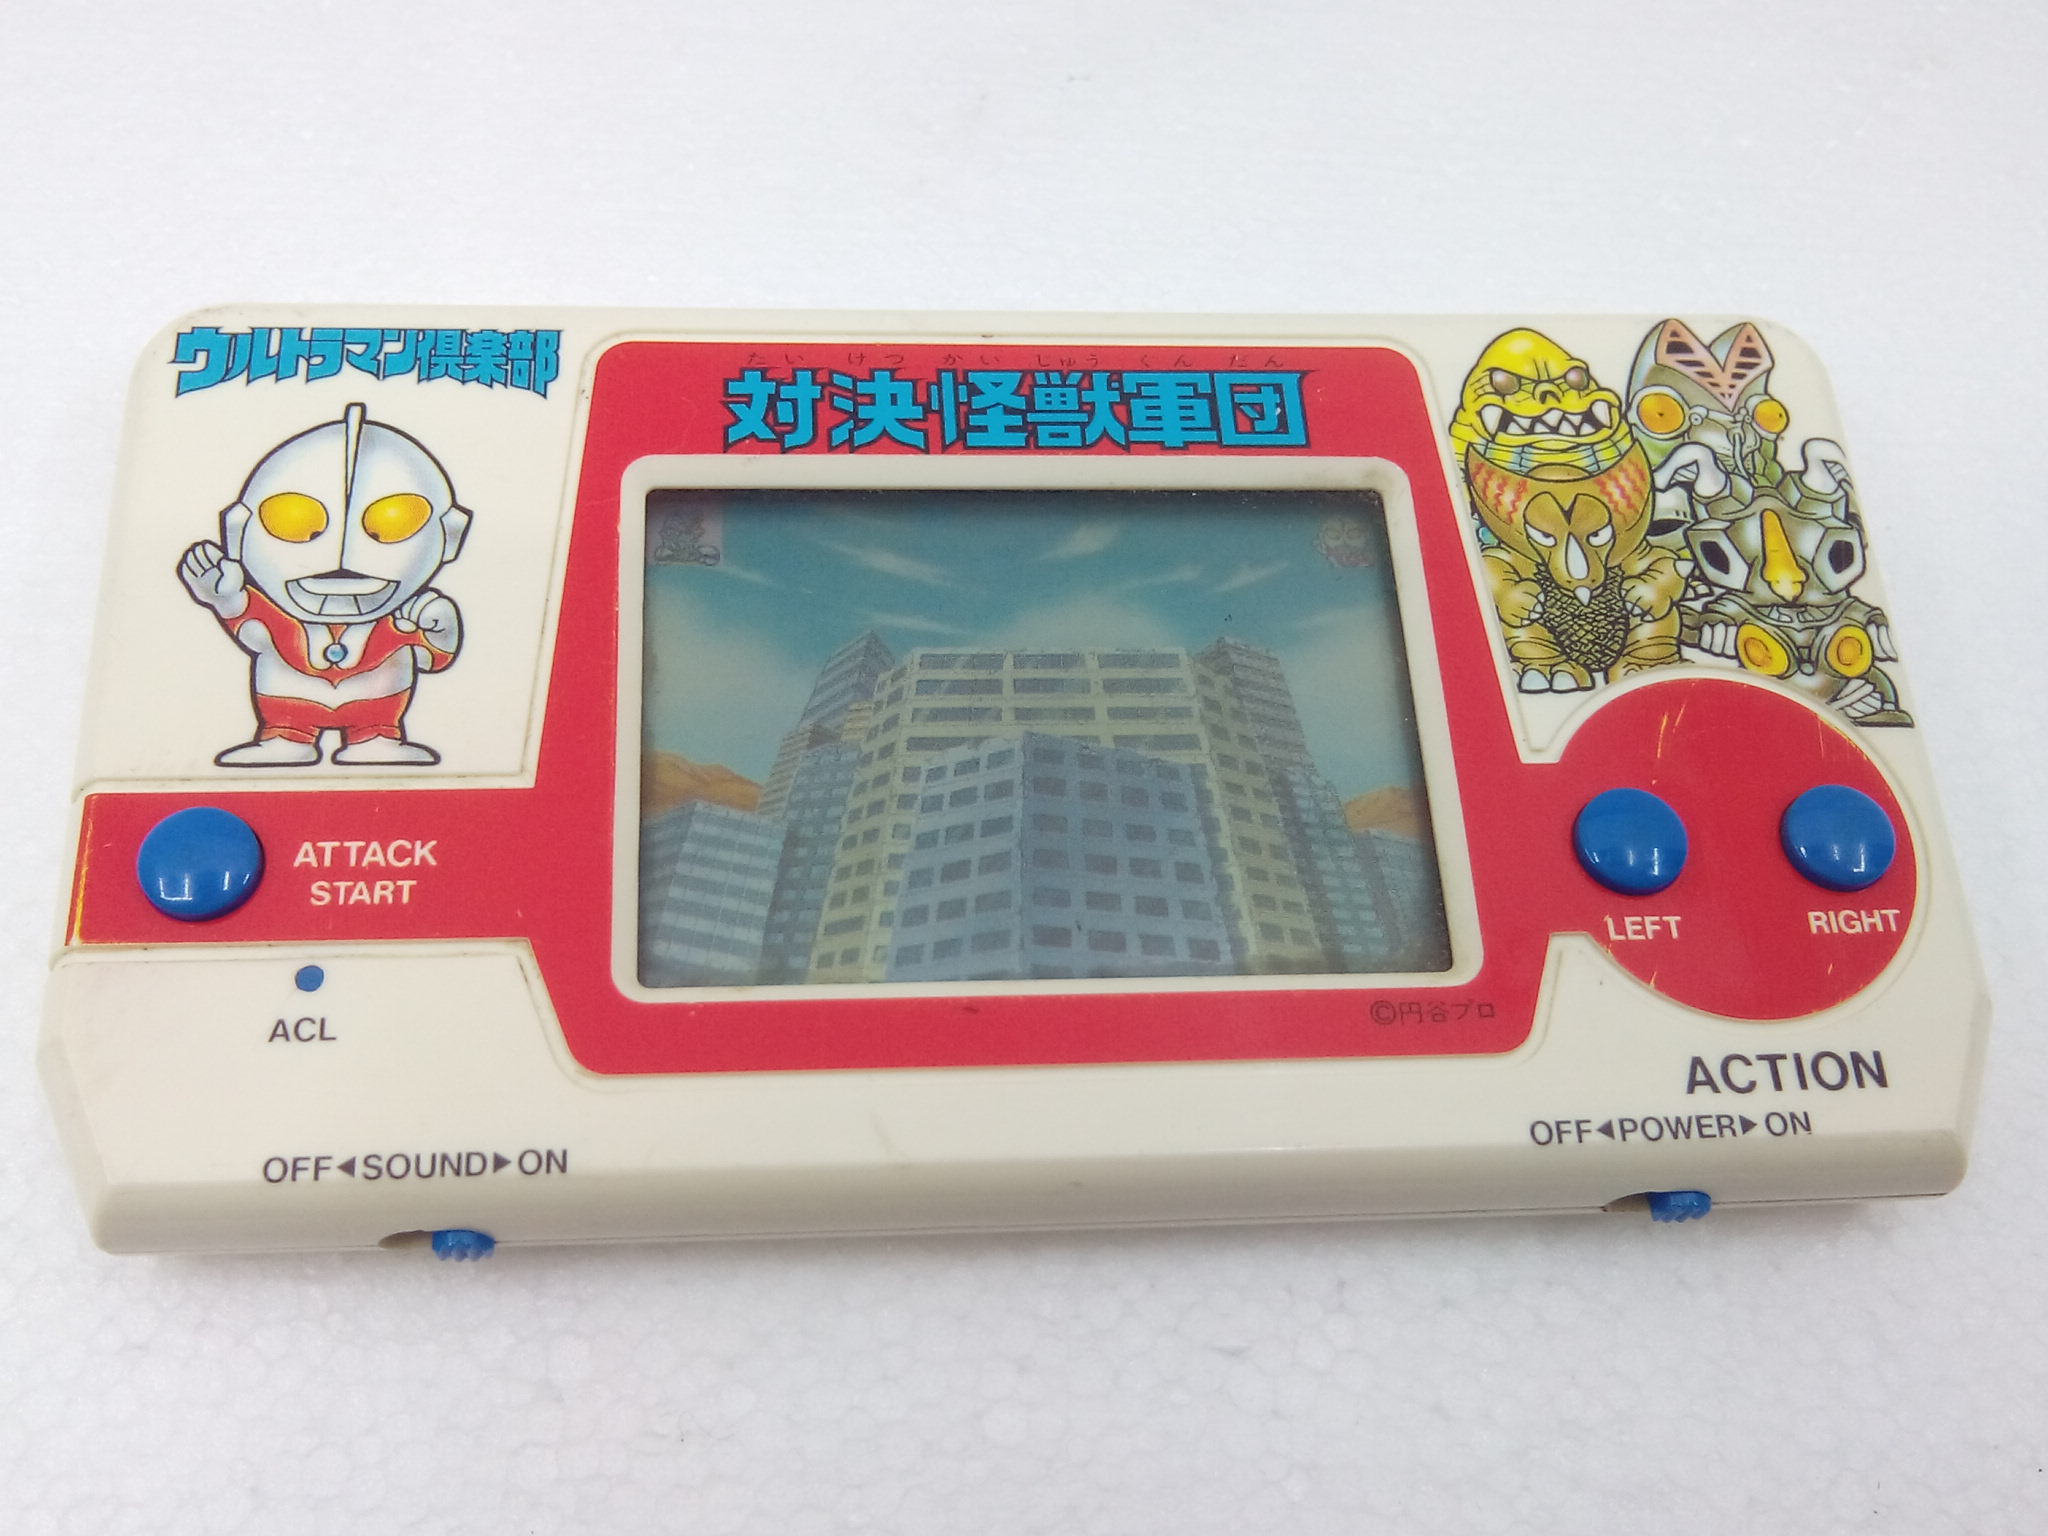 ウルトラマン倶楽部
たい けつ かい しゅう ぐん だん
対決怪獣軍団
ATTACK
START
LEFT
RIGHT
ACL
©円谷プロ
ACTION
OFF◀POWER▶ON
OFF◀SOUND▶ON